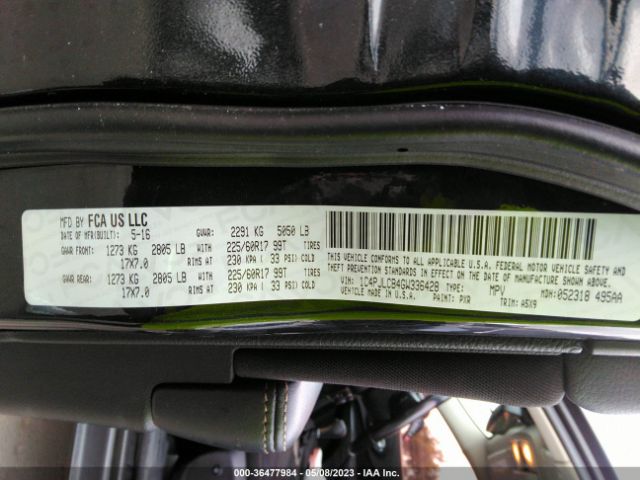 MFD BY FCA US LLC
DATE OF MFR(BUILT): 5-16 GVWR: 2291 KG 5050 LB
GAWR FRONT: 1273 KG 2805 LB WITH 225/60R17 99T TIRES
17X7.0 RIMS AT 230 KPA ( 33 PSI) COLD
GAWR REAR: 1273 KG 2805 LB WITH 225/60R17 99T TIRES
17X7.0 RIMS AT 230 KPA ( 33 PSI) COLD
THIS VEHICLE CONFORMS TO ALL APPLICABLE U.S.A. FEDERAL MOTOR VEHICLE SAFETY AND
THEFT PREVENTION STANDARDS IN EFFECT ON THE DATE OF MANUFACTURE SHOWN ABOVE.
VIN: 1C4PJLCB4GW336428 TYPE: MPV MDH: 052318 495AA
MADE IN U.S.A. PAINT: PXR TRIM: A5X9
000-36477984 - 05/08/2023 - IAA Inc.